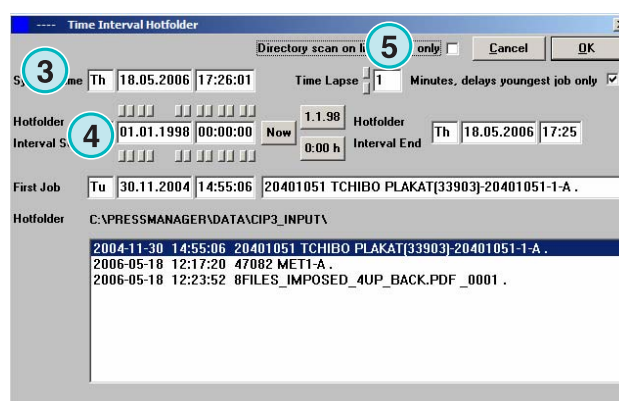 ---- Time Interval Hotfolder
Directory scan on only Cancel OK
5
3
Time Lapse 1 Minutes, delays youngest job only
Th 18.05.2006 17:26:01
Hotfolder
Interval
4
01.01.1998 00:00:00 Now 1.1.98 0:00 h
Hotfolder
Interval End
Th 18.05.2006 17:25
First Job Tu 30.11.2004 14:55:06 20401051 TCHIBO PLAKAT(33903)-20401051-1-A .
Hotfolder C:\PRESSMANAGER\DATA\CIP3_INPUT\
2004-11-30 14:55:06 20401051 TCHIBO PLAKAT(33903)-20401051-1-A .
2006-05-18 12:17:20 47082 MET1-A .
2006-05-18 12:23:52 8FILES_IMPOSED_4UP_BACK.PDF _0001 .